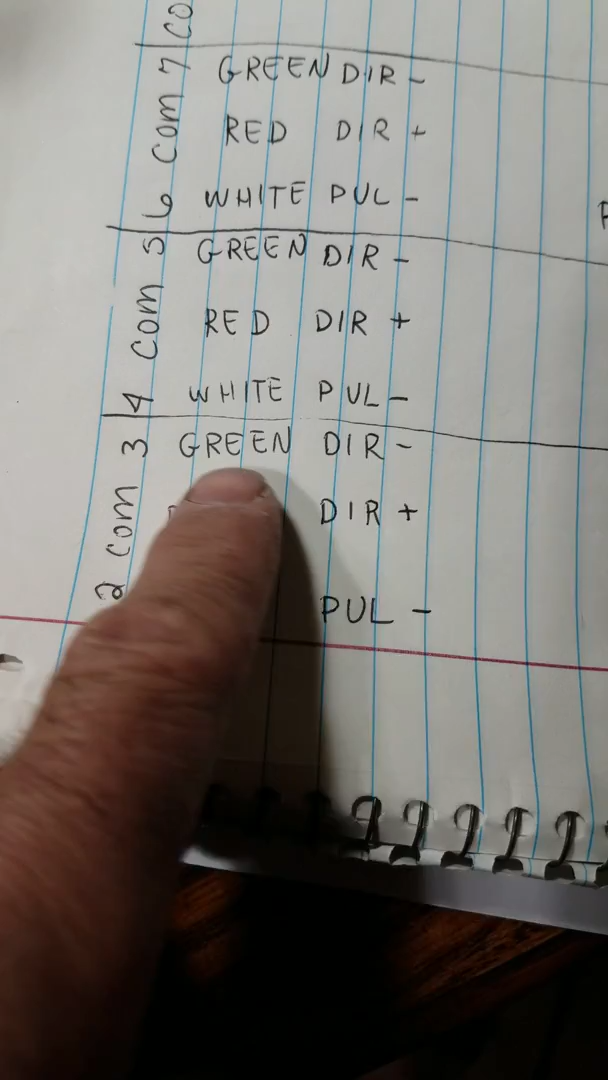 co
7 GREEN DIR -
com RED DIR +
6 WHITE PUL -
5 GREEN DIR -
com RED DIR +
4 WHITE PUL -
3 GREEN DIR -
com DIR +
2 PUL -